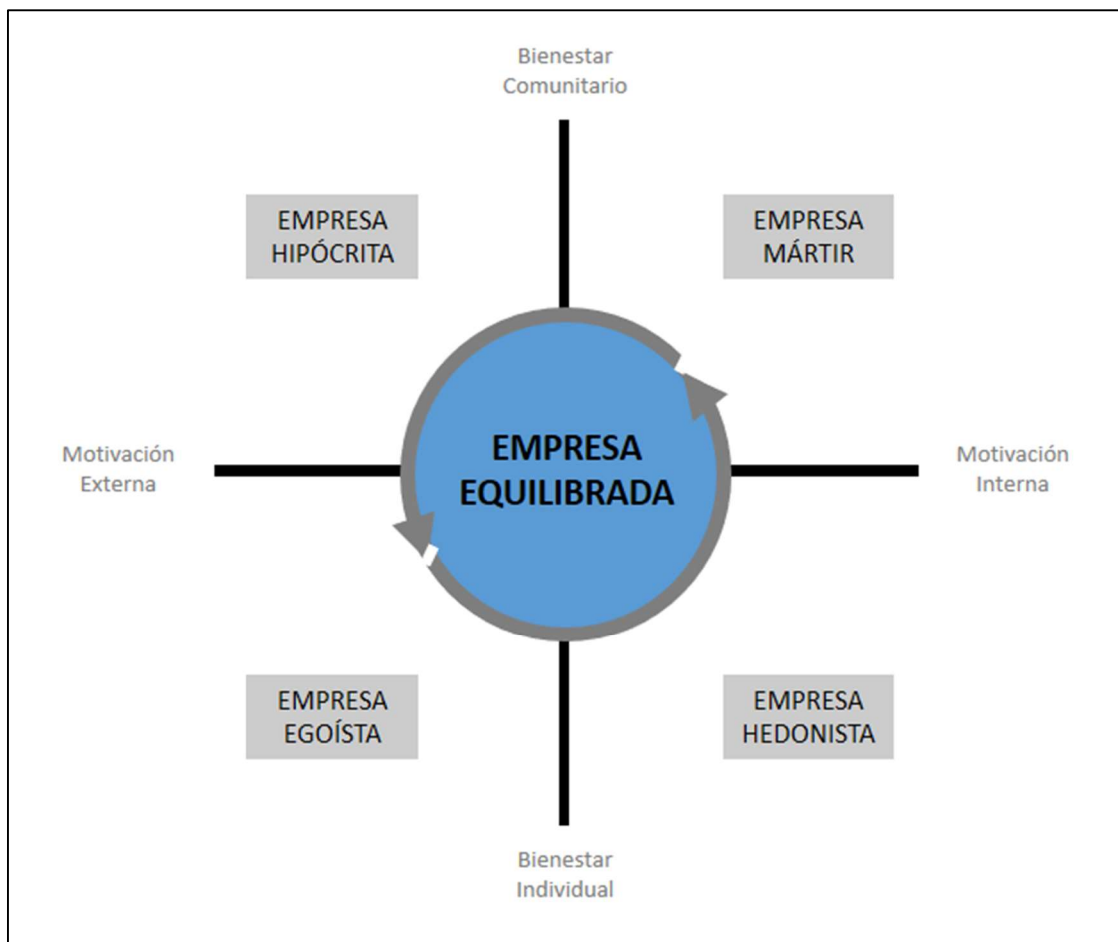 Bienestar
Comunitario
EMPRESA
HIPÓCRITA
EMPRESA
MÁRTIR
Motivación
Externa
EMPRESA
EQUILIBRADA
Motivación
Interna
EMPRESA
EGOÍSTA
EMPRESA
HEDONISTA
Bienestar
Individual